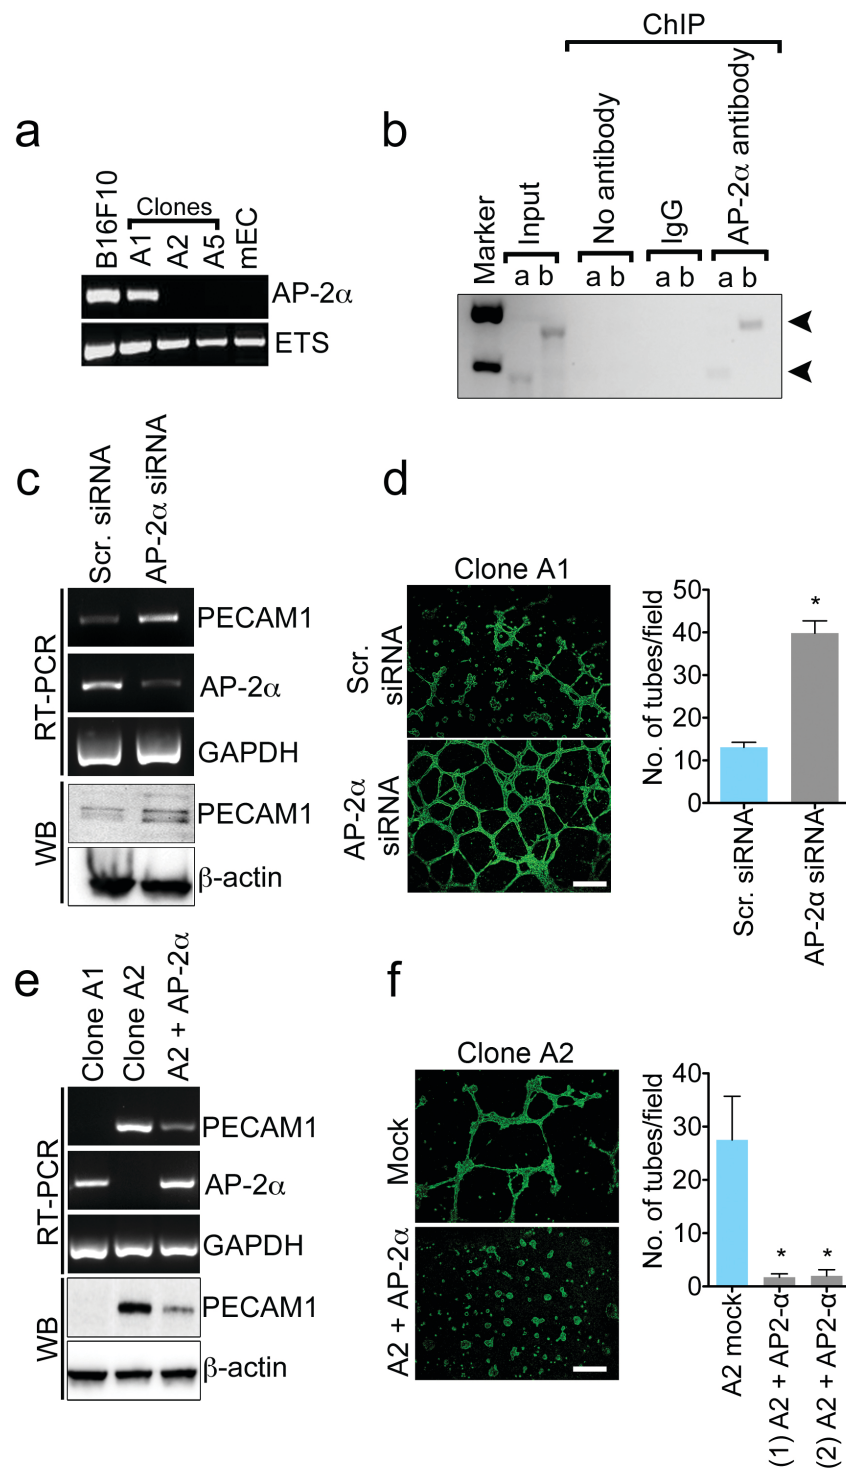 a
B16F10
Clones
A1
A2
A5
mEC
AP-2α
ETS
b
ChIP
Marker
Input
No antibody
IgG
AP-2α antibody
a b
a b
a b
a b
c
Scr. siRNA
AP-2α siRNA
RT-PCR
PECAM1
AP-2α
GAPDH
WB
PECAM1
β-actin
d
Clone A1
Scr.
siRNA
AP-2α
siRNA
No. of tubes/field
50
40
30
20
10
0
*
Scr. siRNA
AP-2α siRNA
e
Clone A1
Clone A2
A2 + AP-2α
RT-PCR
PECAM1
AP-2α
GAPDH
WB
PECAM1
β-actin
f
Clone A2
Mock
A2 + AP-2α
No. of tubes/field
40
30
20
10
0
*
*
A2 mock
(1) A2 + AP2-α
(2) A2 + AP2-α